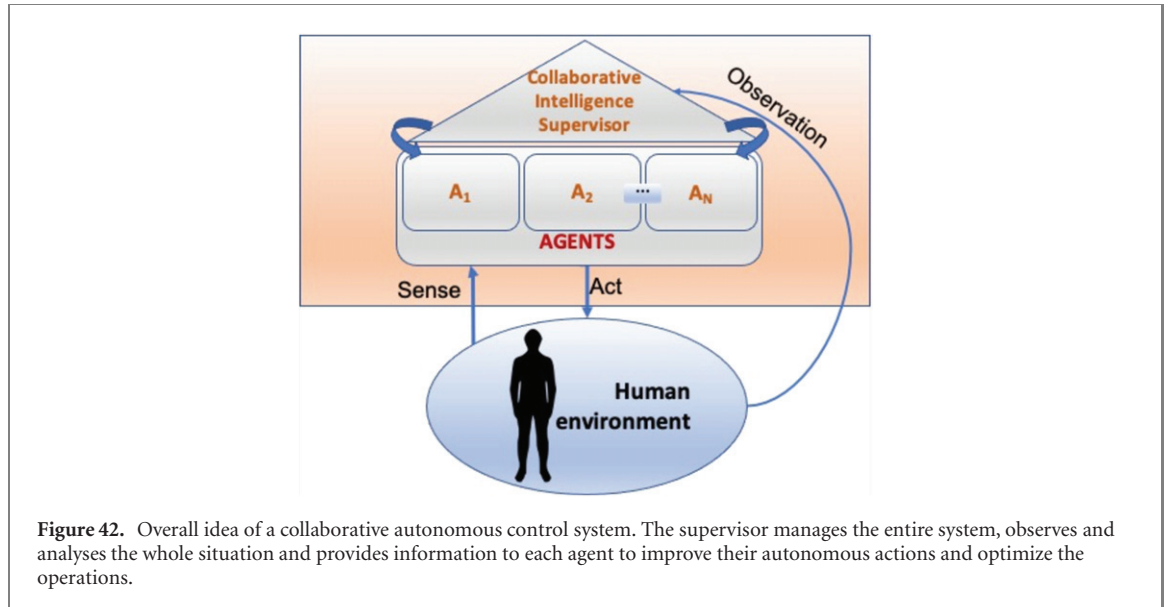 Collaborative
Intelligence
Supervisor
Observation
A₁
A₂
...
A_N
AGENTS
Sense
Act
Human
environment
Figure 42. Overall idea of a collaborative autonomous control system. The supervisor manages the entire system, observes and
analyses the whole situation and provides information to each agent to improve their autonomous actions and optimize the
operations.